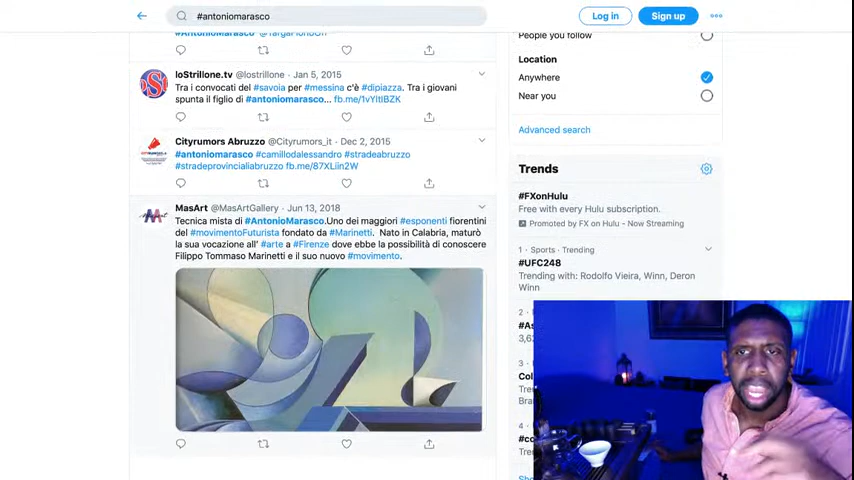 #antoniomarasco
Log in
Sign up
#AntonioMarasco
People you follow
Location
Anywhere
Near you
Advanced search
loStrillone.tv @lostrillone · Jan 5, 2015
Tra i convocati del #savoia per #messina c'è #dipiazza. Tra i giovani
spunta il figlio di #antoniomarasco... fb.me/1vYltIBZK
Cityrumors Abruzzo @Cityrumors_it · Dec 2, 2015
#antoniomarasco #camillodalessandro #stradeabruzzo
#stradeprovincialiabruzzo fb.me/87XLiin2W
MasArt @MasArtGallery · Jun 13, 2018
Tecnica mista di #AntonioMarasco.Uno dei maggiori #esponenti fiorentini
del #movimentoFuturista fondato da #Marinetti. Nato in Calabria, maturò
la sua vocazione all' #arte a #Firenze dove ebbe la possibilità di conoscere
Filippo Tommaso Marinetti e il suo nuovo #movimento.
Trends
#FXonHulu
Free with every Hulu subscription.
Promoted by FX on Hulu - Now Streaming
1 · Sports · Trending
#UFC248
Trending with: Rodolfo Vieira, Winn, Deron
Winn
2
3
4